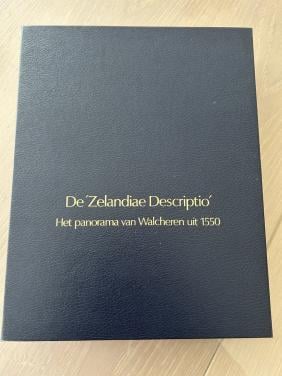 De 'Zelandiae Descriptio'
Het panorama van Walcheren uit 1550